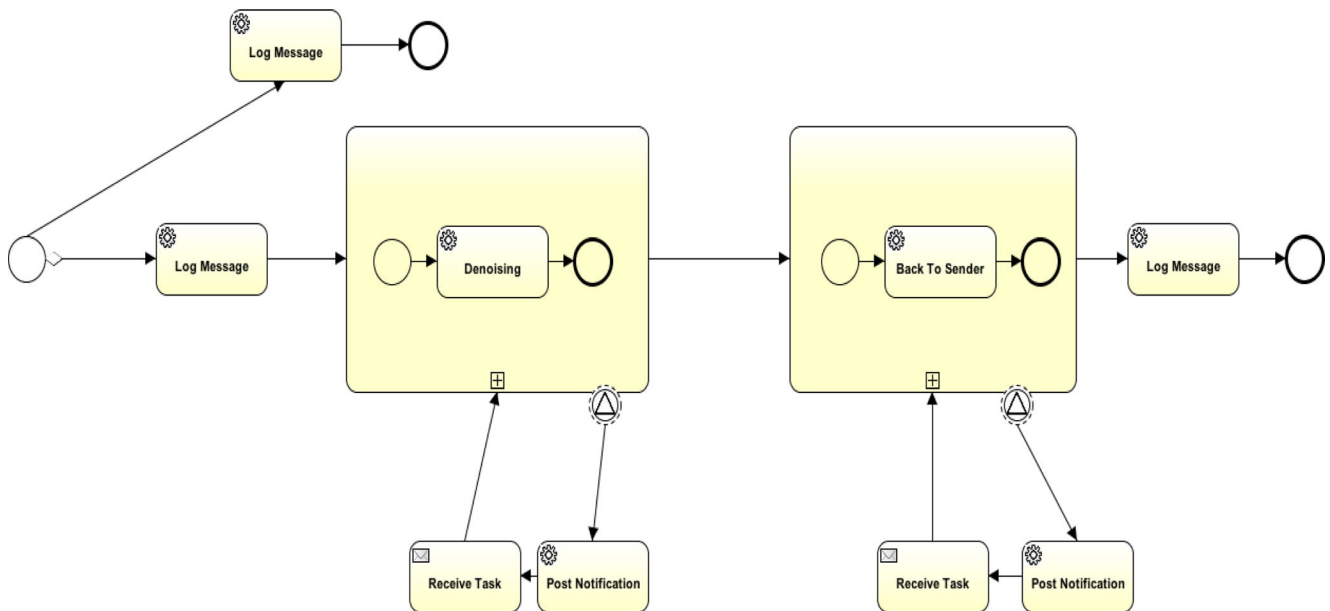 Log Message
Log Message
Denoising
Back To Sender
Log Message
Receive Task
Post Notification
Receive Task
Post Notification